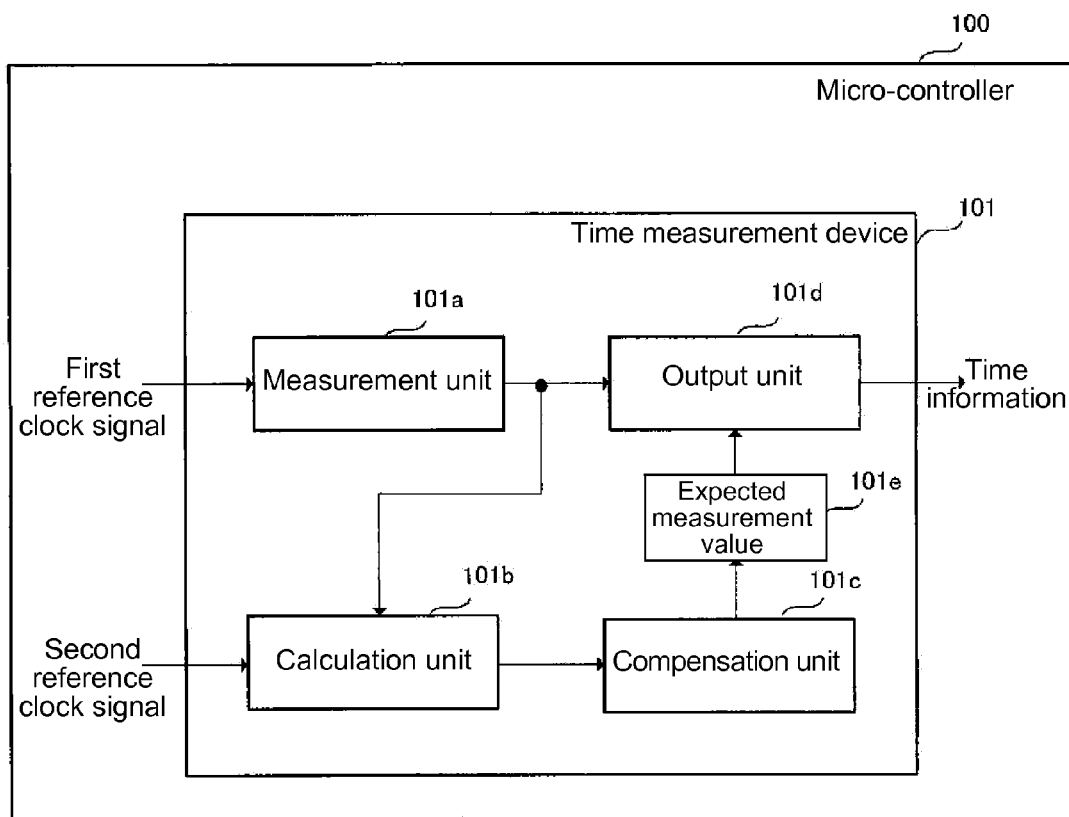 100
Micro-controller
101
Time measurement device
101a
101d
First
reference
clock signal
Measurement unit
Output unit
Time
information
101e
Expected
measurement
value
101b
101c
Second
reference
clock signal
Calculation unit
Compensation unit